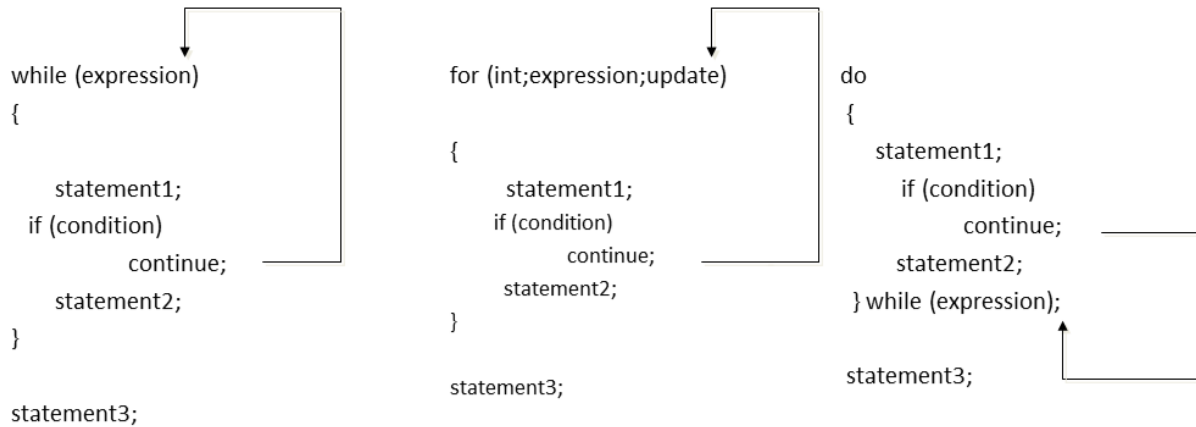 while (expression)
{
statement1;
if (condition)
continue;
statement2;
}
statement3;
for (int;expression;update)
{
statement1;
if (condition)
continue;
statement2;
}
statement3;
do
{
statement1;
if (condition)
continue;
statement2;
} while (expression);
statement3;